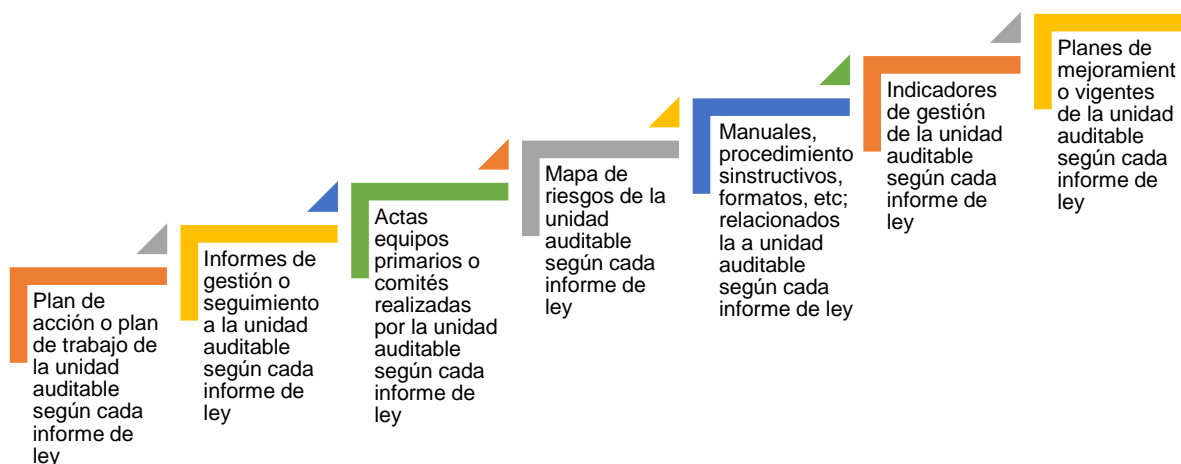 Plan de
acción o plan
de trabajo de
la unidad
auditable
según cada
informe de
ley
Informes de
gestión o
seguimiento
a la unidad
auditable
según cada
informe de
ley
Actas
equipos
primarios o
comités
realizadas
por la unidad
auditable
según cada
informe de
ley
Mapa de
riesgos de la
unidad
auditable
según cada
informe de
ley
Manuales,
procedimiento
sinstructivos,
formatos, etc;
relacionados
la a unidad
auditable
según cada
informe de ley
Indicadores
de gestión
de la unidad
auditable
según cada
informe de
ley
Planes de
mejoramient
o vigentes
de la unidad
auditable
según cada
informe de
ley